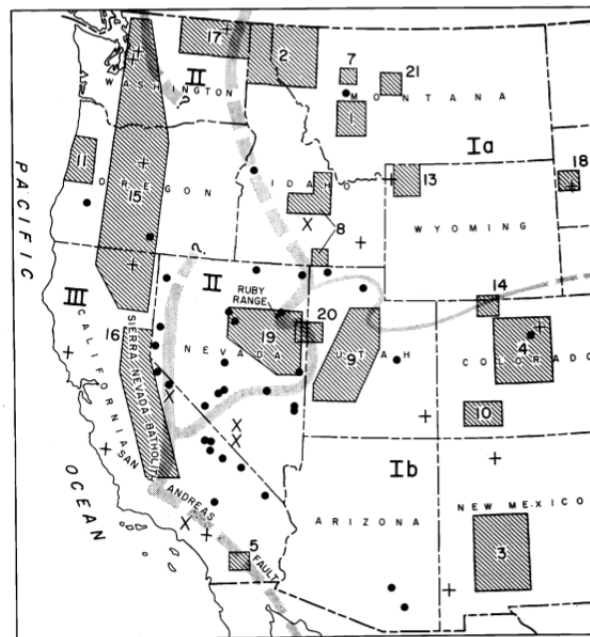 17
2
7
21
II
WASHINGTON
?
MONTANA
1
Ia
PACIFIC
11
OREGON
15
IDAHO
13
18
WYOMING
X
8
?
II
RUBY
RANGE
III
14
CALIFORNIA
16
SIERRA NEVADA BATHOLIT
NEVADA
19
20
UTAH
9
4
COLORADO
10
X
X
X
SAN ANDREAS FAULT
OCEAN
Ib
ARIZONA
NEW MEXICO
3
X
5